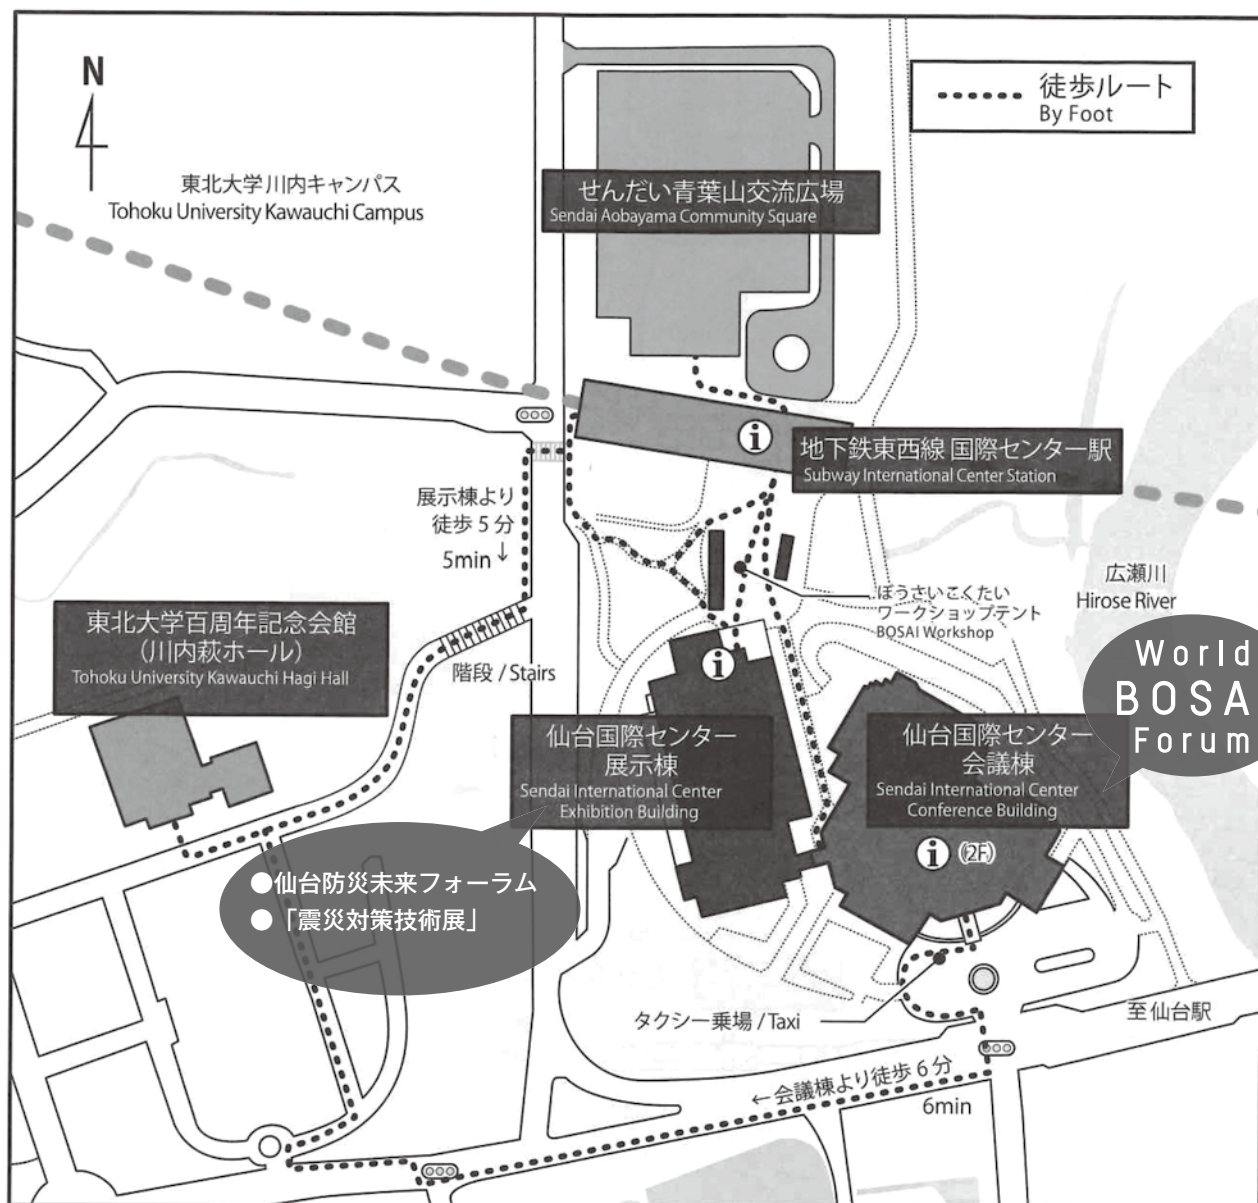 N
徒歩ルート
By Foot
東北大学川内キャンパス
Tohoku University Kawauchi Campus
せんだい青葉山交流広場
Sendai Aobayama Community Square
地下鉄東西線 国際センター駅
Subway International Center Station
展示棟より
徒歩5分
5min ↓
広瀬川
Hirose River
ぼうさいこくたい
ワークショップテント
BOSAI Workshop
東北大学百周年記念会館
（川内萩ホール）
Tohoku University Kawauchi Hagi Hall
階段 / Stairs
World
BOSA
Forum
仙台国際センター
展示棟
Sendai International Center
Exhibition Building
仙台国際センター
会議棟
Sendai International Center
Conference Building
i (2F)
i
i
●仙台防災未来フォーラム
●「震災対策技術展」
タクシー乗場 / Taxi
至仙台駅
←会議棟より徒歩6分
6min